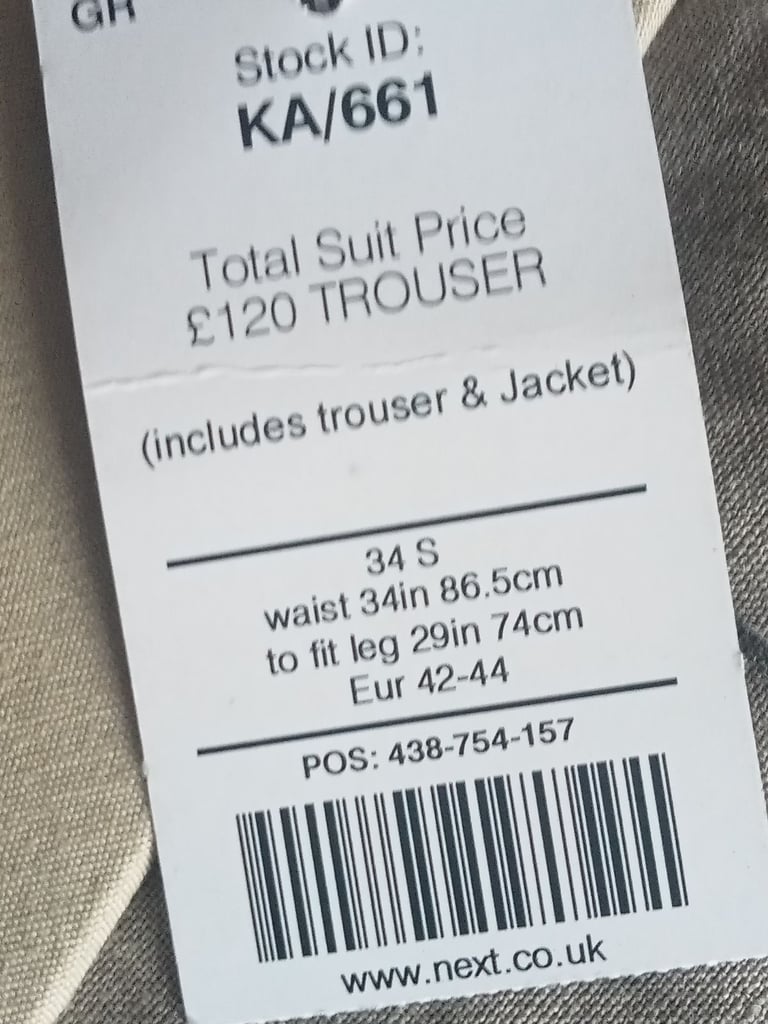 GR
Stock ID:
KA/661
Total Suit Price
£120 TROUSER
(includes trouser & Jacket)
34 S
waist 34in 86.5cm
to fit leg 29in 74cm
Eur 42-44
POS: 438-754-157
www.next.co.uk